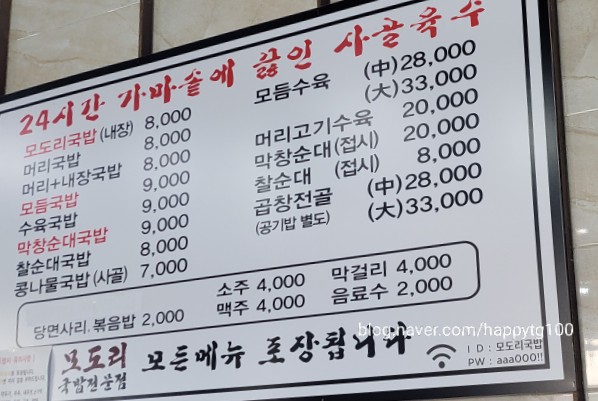 24시간 가마솥에 끓인 사골육수
모도리국밥(내장) 8,000
머리국밥 8,000
머리+내장국밥 8,000
모듬국밥 9,000
수육국밥 9,000
막창순대국밥 9,000
찰순대국밥 8,000
콩나물국밥(사골) 7,000
모듬수육 (中)28,000
(大)33,000
머리고기수육 20,000
막창순대(접시) 20,000
찰순대 (접시) 8,000
곱창전골 (中)28,000
(공기밥 별도) (大)33,000
당면사리.볶음밥 2,000
소주 4,000 막걸리 4,000
맥주 4,000 음료수 2,000
모도리 국밥전문점 모든메뉴 포장됩니다
ID : 모도리국밥
PW : aaa000!!
blog.naver.com/happytg100